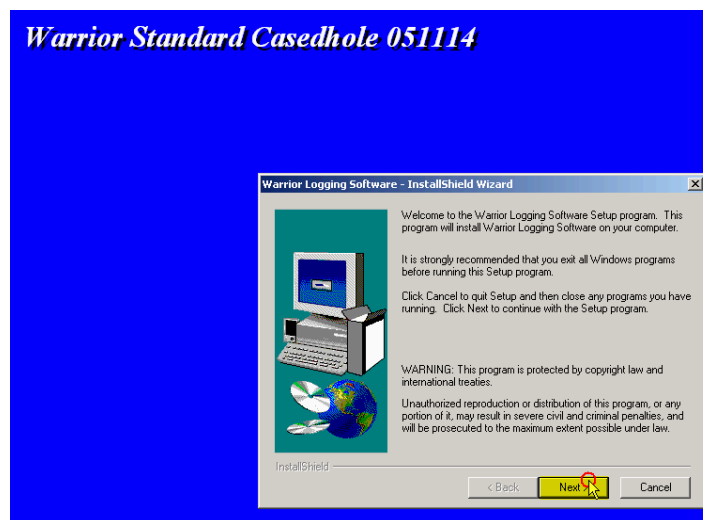 Warrior Standard Casedhole 051114
Warrior Logging Software - InstallShield Wizard
Welcome to the Warrior Logging Software Setup program. This
program will install Warrior Logging Software on your computer.
It is strongly recommended that you exit all Windows programs
before running this Setup program.
Click Cancel to quit Setup and then close any programs you have
running. Click Next to continue with the Setup program.
WARNING: This program is protected by copyright law and
international treaties.
Unauthorized reproduction or distribution of this program, or any
portion of it, may result in severe civil and criminal penalties, and
will be prosecuted to the maximum extent possible under law.
InstallShield
< Back Next > Cancel